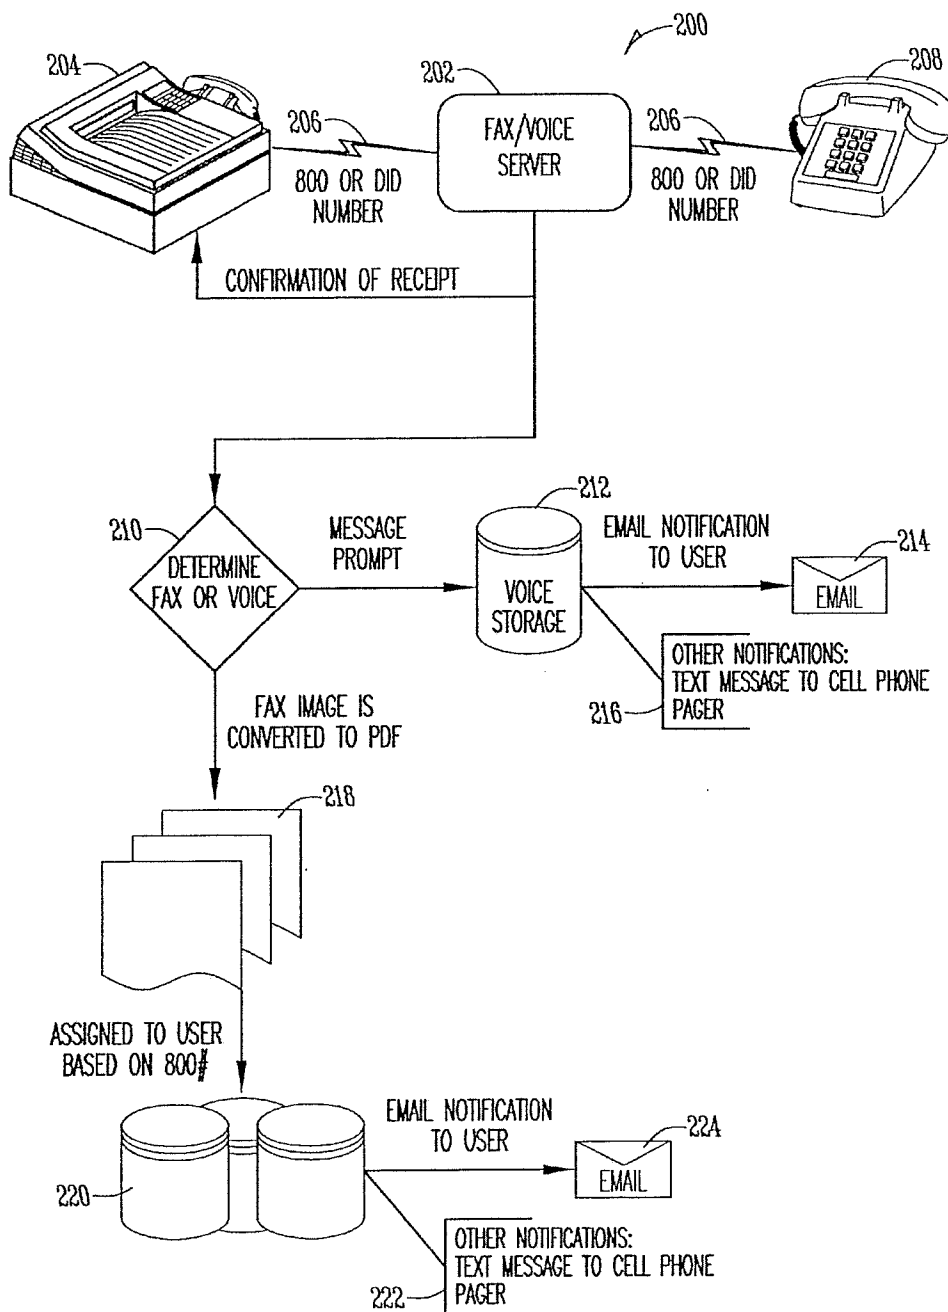 200
204
202
208
206
FAX/VOICE
SERVER
206
800 OR DID
NUMBER
800 OR DID
NUMBER
CONFIRMATION OF RECEIPT
210
DETERMINE
FAX OR VOICE
MESSAGE
PROMPT
212
VOICE
STORAGE
EMAIL NOTIFICATION
TO USER
214
EMAIL
OTHER NOTIFICATIONS:
TEXT MESSAGE TO CELL PHONE
PAGER
216
FAX IMAGE IS
CONVERTED TO PDF
218
ASSIGNED TO USER
BASED ON 800#
220
EMAIL NOTIFICATION
TO USER
224
EMAIL
OTHER NOTIFICATIONS:
TEXT MESSAGE TO CELL PHONE
PAGER
222